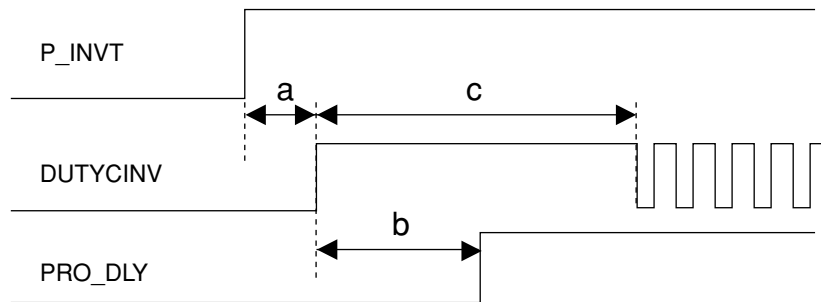 P_INVT
a
c
DUTYCINV
b
PRO_DLY